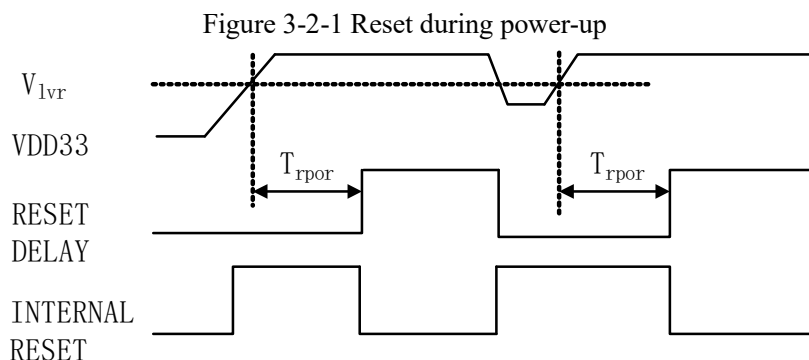 Figure 3-2-1 Reset during power-up
Vlvr
VDD33
Trpor
Trpor
RESET
DELAY
INTERNAL
RESET